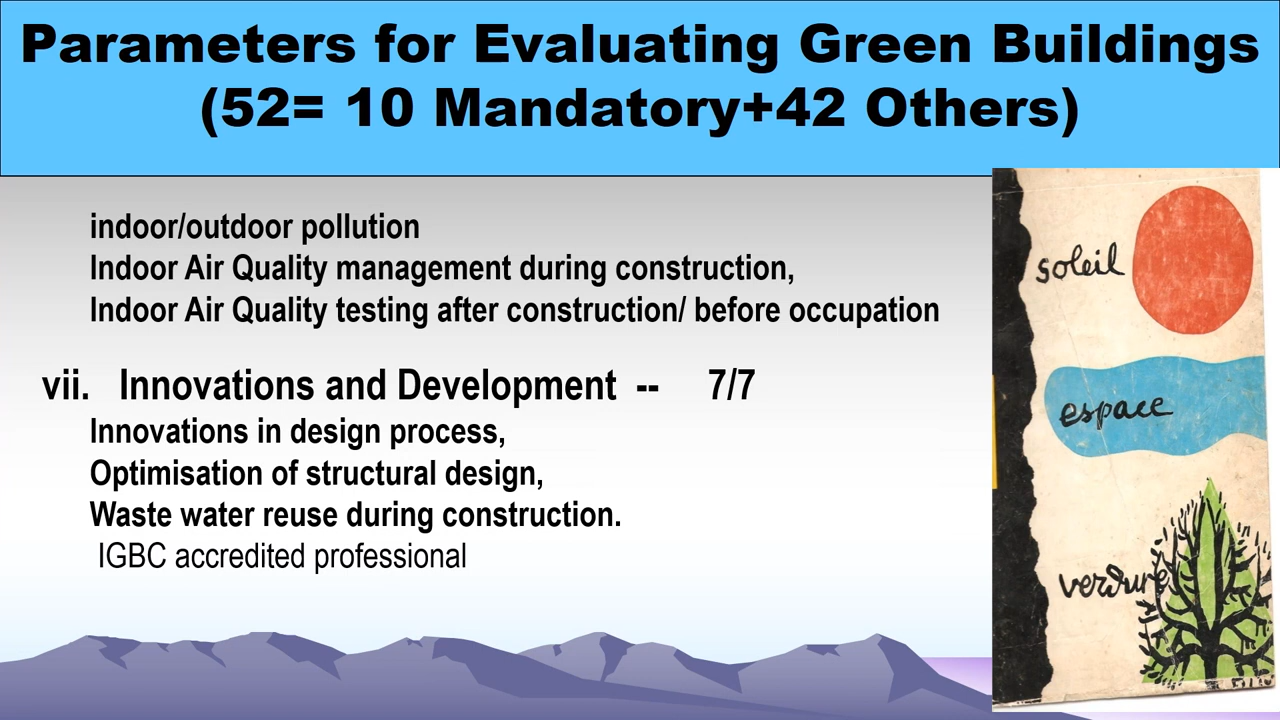 Parameters for Evaluating Green Buildings
(52= 10 Mandatory+42 Others)
indoor/outdoor pollution
Indoor Air Quality management during construction,
Indoor Air Quality testing after construction/ before occupation
vii. Innovations and Development -- 7/7
Innovations in design process,
Optimisation of structural design,
Waste water reuse during construction.
IGBC accredited professional
soleil
espace
verdure